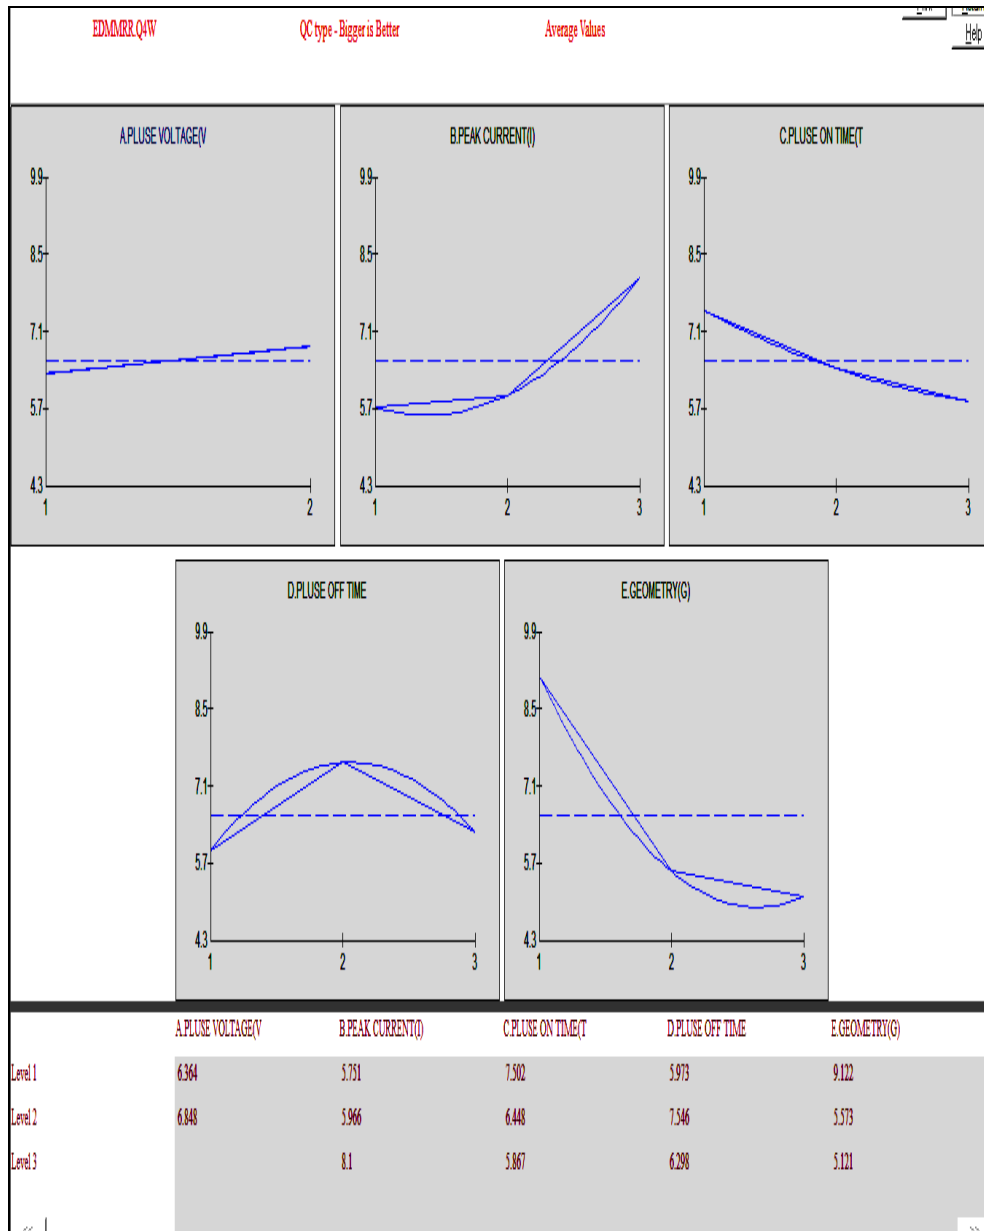 EDMMRR.Q4W QC type - Bigger is Better Average Values
Help
A.PLUSE VOLTAGE(V B.PEAK CURRENT(I) C.PLUSE ON TIME(T
9.9 9.9 9.9
8.5 8.5 8.5
7.1 7.1 7.1
5.7 5.7 5.7
4.3 4.3 4.3
1 2 1 2 3 1 2 3
D.PLUSE OFF TIME E.GEOMETRY(G)
9.9 9.9
8.5 8.5
7.1 7.1
5.7 5.7
4.3 4.3
1 2 3 1 2 3
A.PLUSE VOLTAGE(V B.PEAK CURRENT(I) C.PLUSE ON TIME(T D.PLUSE OFF TIME E.GEOMETRY(G)
Level 1 6.364 5.751 7.502 5.973 9.122
Level 2 6.848 5.966 6.448 7.546 5.573
Level 3 8.1 5.867 6.298 5.121